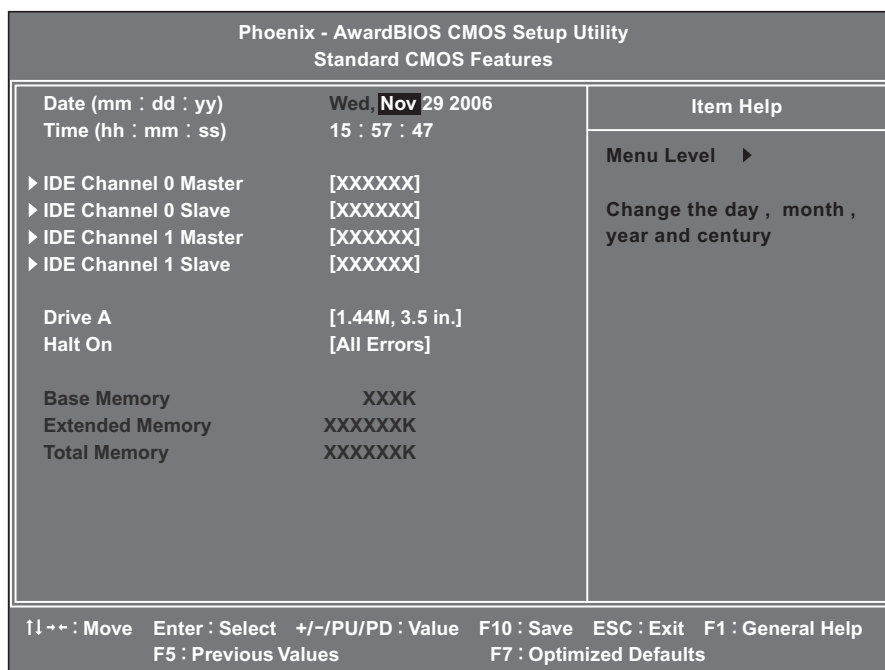 Phoenix - AwardBIOS CMOS Setup Utility
Standard CMOS Features
Date (mm : dd : yy) Wed, Nov 29 2006
Time (hh : mm : ss) 15 : 57 : 47
IDE Channel 0 Master [XXXXXX]
IDE Channel 0 Slave [XXXXXX]
IDE Channel 1 Master [XXXXXX]
IDE Channel 1 Slave [XXXXXX]
Drive A [1.44M, 3.5 in.]
Halt On [All Errors]
Base Memory XXXK
Extended Memory XXXXXXK
Total Memory XXXXXXK
Item Help
Menu Level
Change the day , month ,
year and century
↑↓→← : Move Enter : Select +/-/PU/PD : Value F10 : Save ESC : Exit F1 : General Help
F5 : Previous Values F7 : Optimized Defaults